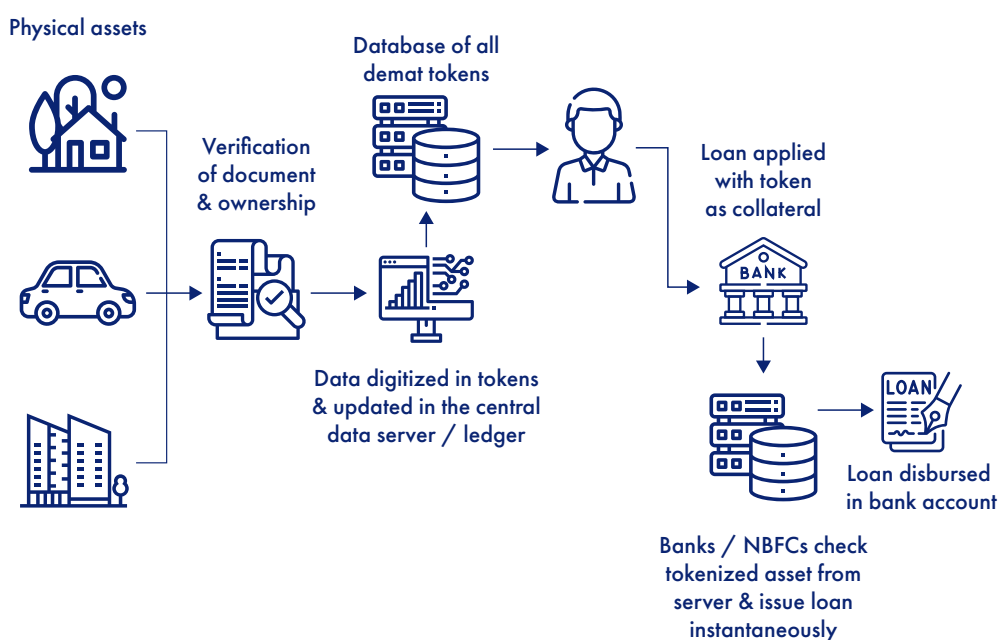 Physical assets
Database of all
demat tokens
Verification
of document
& ownership
Loan applied
with token
as collateral
BANK
Data digitized in tokens
& updated in the central
data server / ledger
LOAN
Loan disbursed
in bank account
Banks / NBFCs check
tokenized asset from
server & issue loan
instantaneously